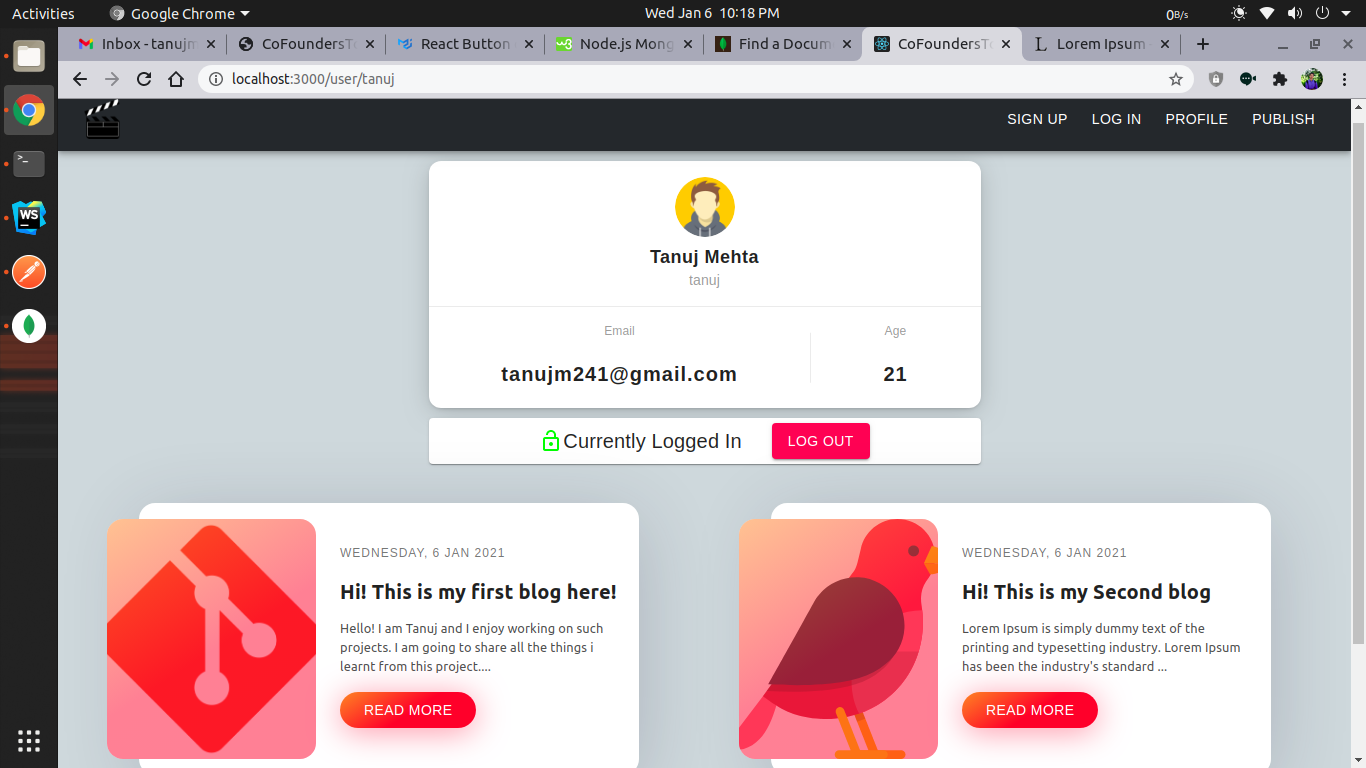 Activities
Google Chrome
Wed Jan 6 10:18 PM
0B/s
Inbox - tanujm
CoFoundersTo
React Button
Node.js Mong
Find a Docum
CoFoundersTo
Lorem Ipsum -
localhost:3000/user/tanuj
SIGN UP
LOG IN
PROFILE
PUBLISH
WS
Tanuj Mehta
tanuj
Email
Age
tanujm241@gmail.com
21
Currently Logged In
LOG OUT
WEDNESDAY, 6 JAN 2021
Hi! This is my first blog here!
Hello! I am Tanuj and I enjoy working on such
projects. I am going to share all the things i
learnt from this project....
READ MORE
WEDNESDAY, 6 JAN 2021
Hi! This is my Second blog
Lorem Ipsum is simply dummy text of the
printing and typesetting industry. Lorem Ipsum
has been the industry's standard ...
READ MORE